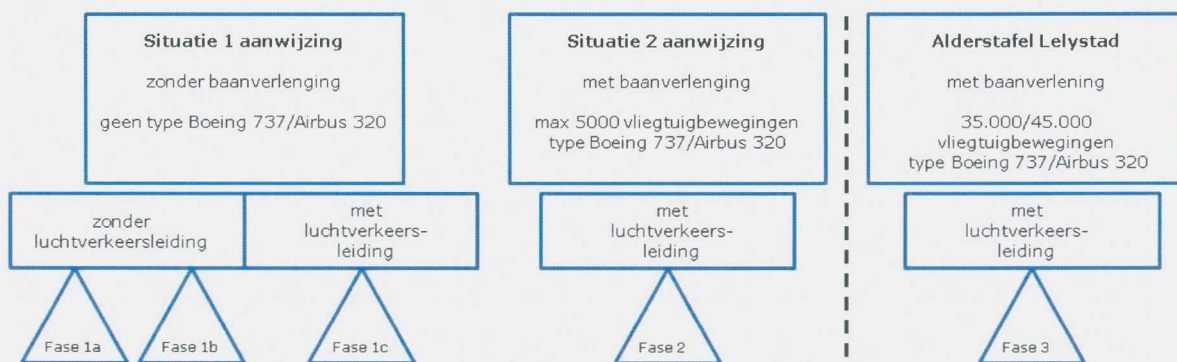 Situatie 1 aanwijzing
zonder baanverlenging
geen type Boeing 737/Airbus 320
zonder
luchtverkeersleiding
met
luchtverkeers-
leiding
Fase 1a
Fase 1b
Fase 1c
Situatie 2 aanwijzing
met baanverlenging
max 5000 vliegtuigbewegingen
type Boeing 737/Airbus 320
met
luchtverkeers-
leiding
Fase 2
Alderstafel Lelystad
met baanverlening
35.000/45.000
vliegtuigbewegingen
type Boeing 737/Airbus 320
met
luchtverkeers-
leiding
Fase 3